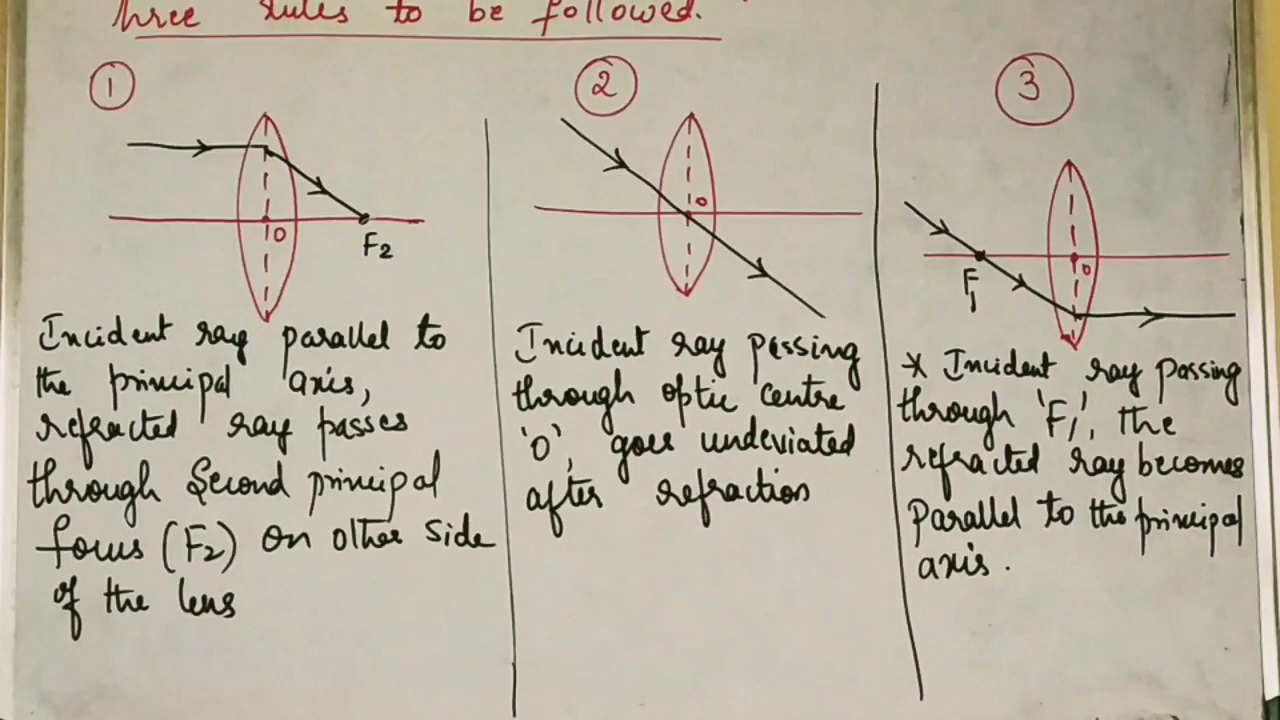 three rules to be followed.
1
O
F2
Incident ray parallel to
the principal axis,
refracted ray passes
through Second principal
focus (F2) on other side
of the lens
2
O
Incident ray passing
through optic centre
'O', goes undeviated
after refraction
3
F1
O
* Incident ray passing
through 'F1', the
refracted ray becomes
Parallel to the principal
axis.